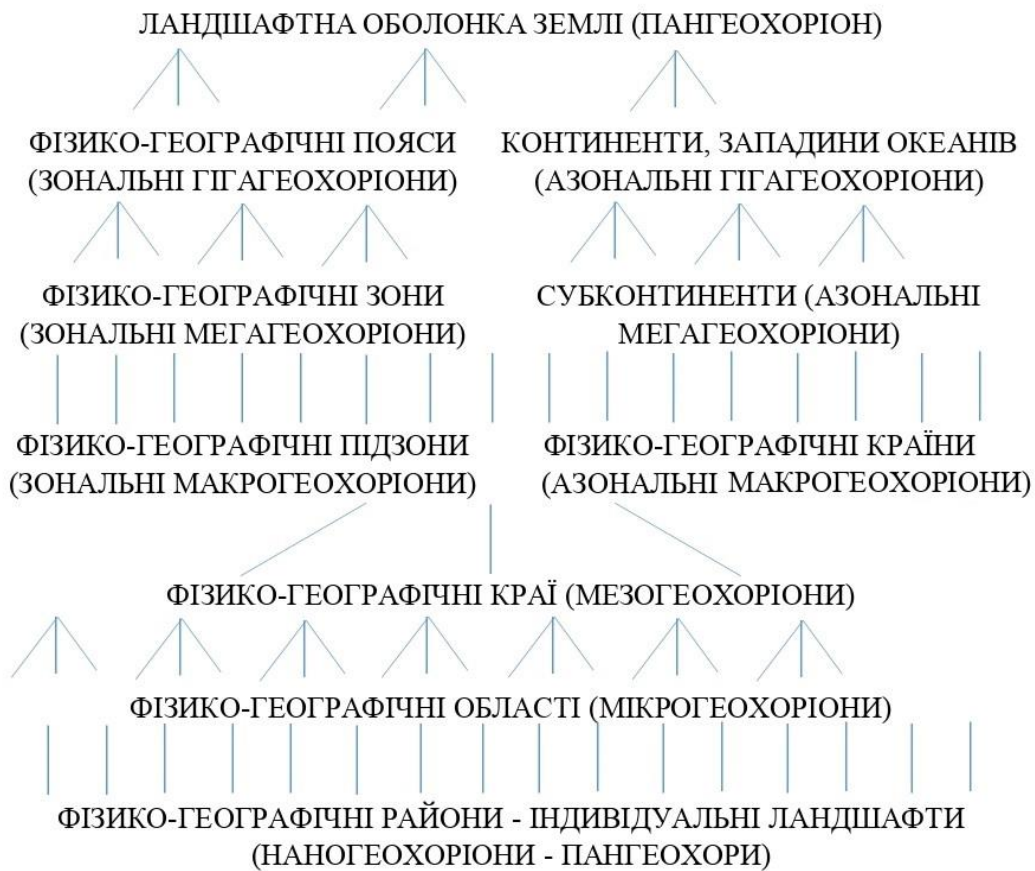 ЛАНДШАФТНА ОБОЛОНКА ЗЕМЛІ (ПАНГЕОХОРІОН)
ФІЗИКО-ГЕОГРАФІЧНІ ПОЯСИ
(ЗОНАЛЬНІ ГІГАГЕОХОРІОНИ)
КОНТИНЕНТИ, ЗАПАДИНИ ОКЕАНІВ
(АЗОНАЛЬНІ ГІГАГЕОХОРІОНИ)
ФІЗИКО-ГЕОГРАФІЧНІ ЗОНИ
(ЗОНАЛЬНІ МЕГАГЕОХОРІОНИ)
СУБКОНТИНЕНТИ (АЗОНАЛЬНІ
МЕГАГЕОХОРІОНИ)
ФІЗИКО-ГЕОГРАФІЧНІ ПІДЗОНИ
(ЗОНАЛЬНІ МАКРОГЕОХОРІОНИ)
ФІЗИКО-ГЕОГРАФІЧНІ КРАЇНИ
(АЗОНАЛЬНІ МАКРОГЕОХОРІОНИ)
ФІЗИКО-ГЕОГРАФІЧНІ КРАЇ (МЕЗОГЕОХОРІОНИ)
ФІЗИКО-ГЕОГРАФІЧНІ ОБЛАСТІ (МІКРОГЕОХОРІОНИ)
ФІЗИКО-ГЕОГРАФІЧНІ РАЙОНИ - ІНДИВІДУАЛЬНІ ЛАНДШАФТИ
(НАНОГЕОХОРІОНИ - ПАНГЕОХОРИ)